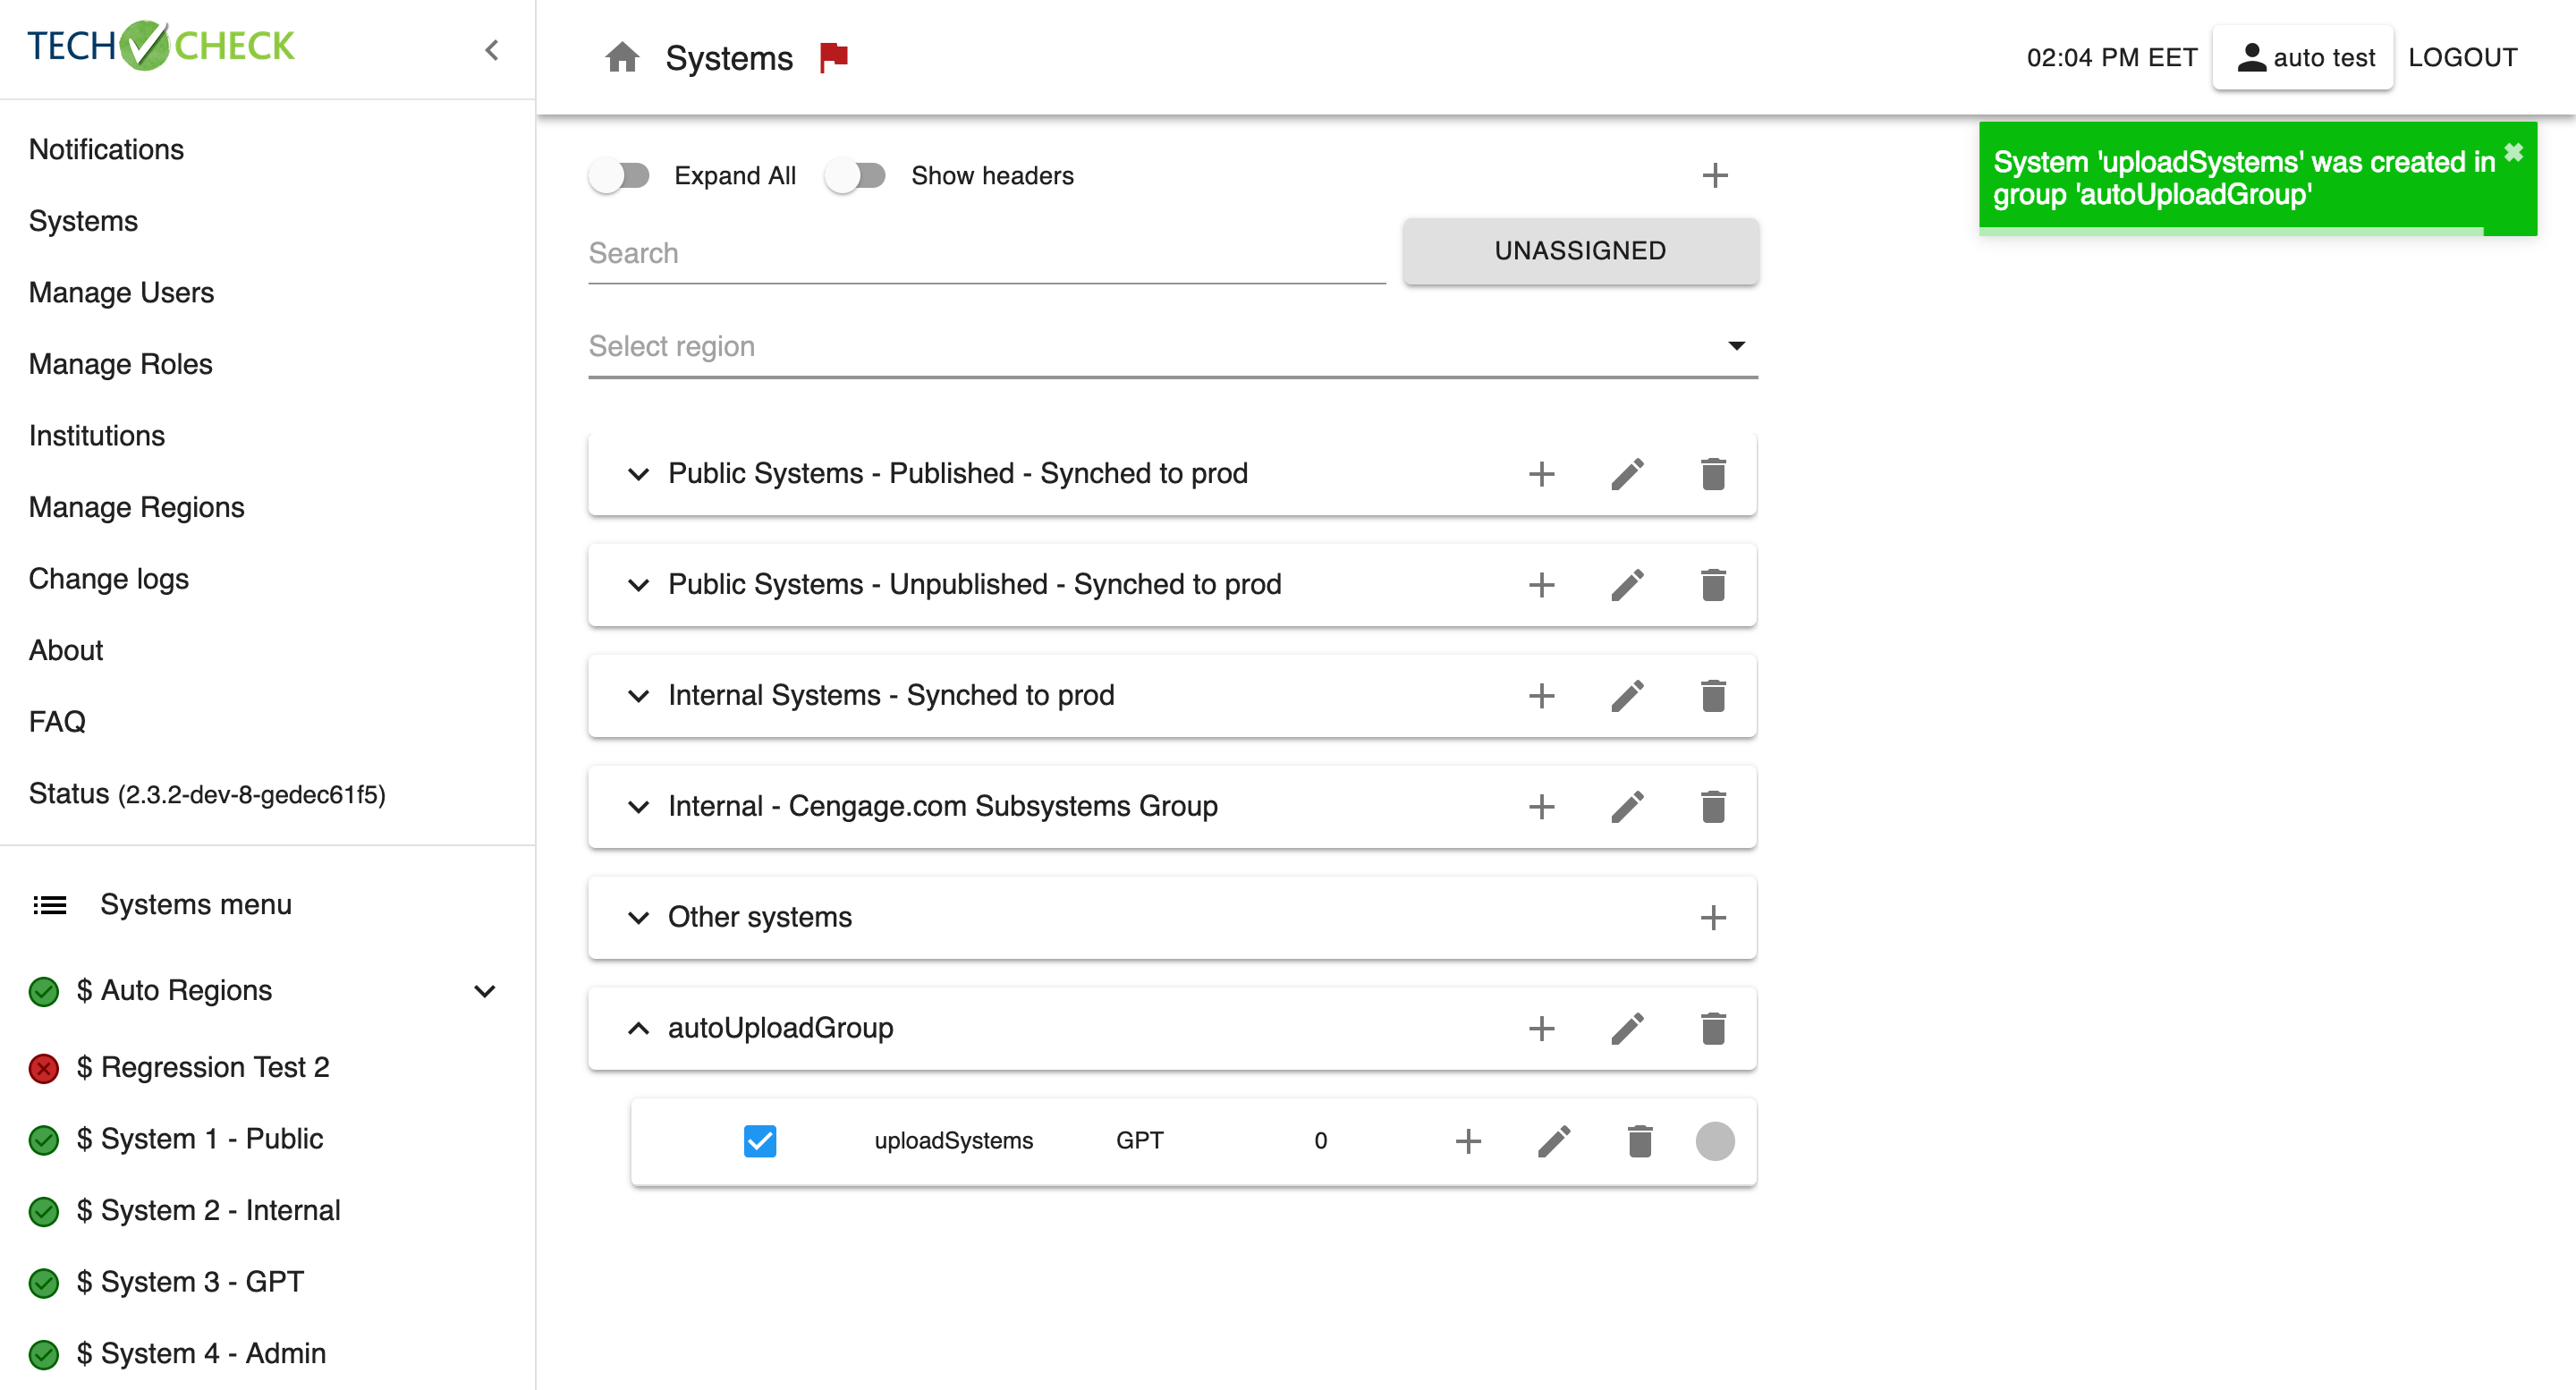 TECH CHECK
Systems
02:04 PM EET
auto test
LOGOUT
Notifications
Systems
Manage Users
Manage Roles
Institutions
Manage Regions
Change logs
About
FAQ
Status (2.3.2-dev-8-gedec61f5)
Systems menu
$ Auto Regions
$ Regression Test 2
$ System 1 - Public
$ System 2 - Internal
$ System 3 - GPT
$ System 4 - Admin
Expand All
Show headers
Search
UNASSIGNED
Select region
Public Systems - Published - Synched to prod
Public Systems - Unpublished - Synched to prod
Internal Systems - Synched to prod
Internal - Cengage.com Subsystems Group
Other systems
autoUploadGroup
uploadSystems GPT 0
System 'uploadSystems' was created in
group 'autoUploadGroup'